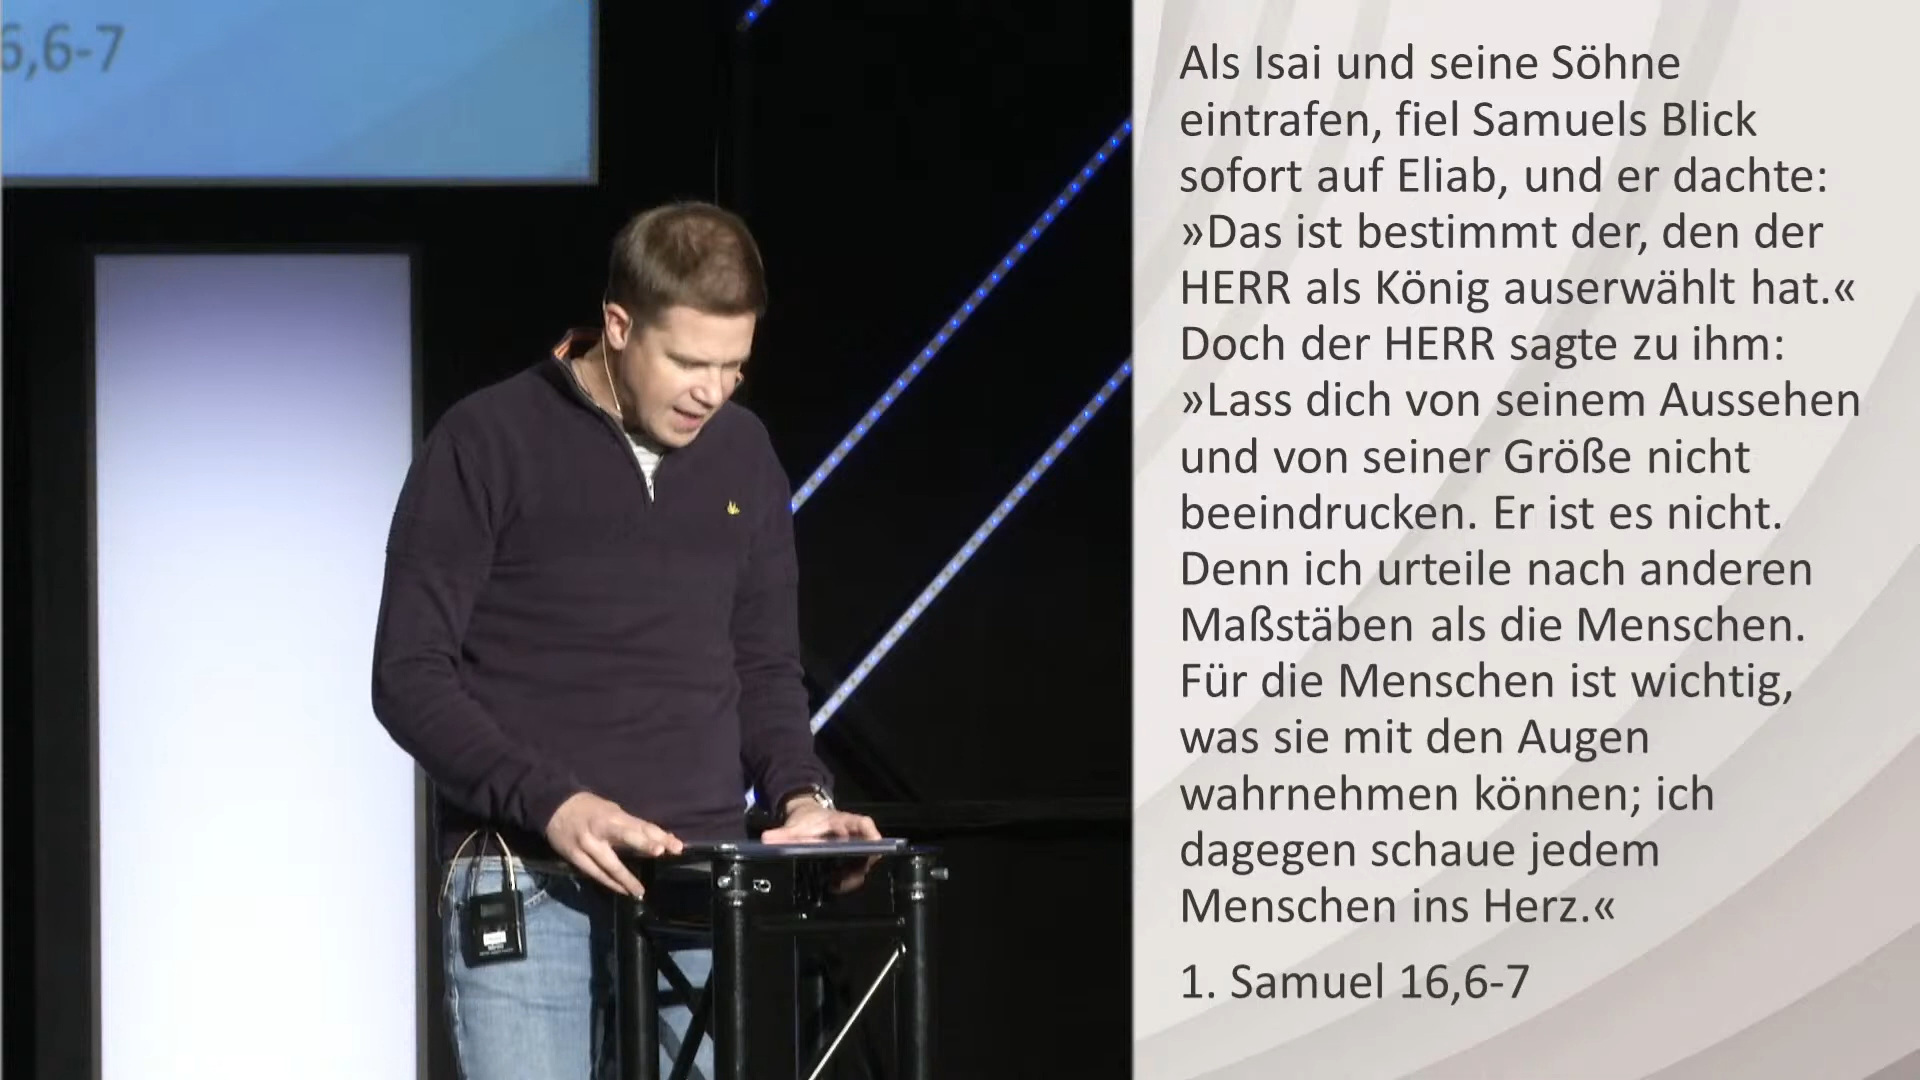 6,6-7
Als Isai und seine Söhne
eintrafen, fiel Samuels Blick
sofort auf Eliab, und er dachte:
»Das ist bestimmt der, den der
HERR als König auserwählt hat.«
Doch der HERR sagte zu ihm:
»Lass dich von seinem Aussehen
und von seiner Größe nicht
beeindrucken. Er ist es nicht.
Denn ich urteile nach anderen
Maßstäben als die Menschen.
Für die Menschen ist wichtig,
was sie mit den Augen
wahrnehmen können; ich
dagegen schaue jedem
Menschen ins Herz.«
1. Samuel 16,6-7